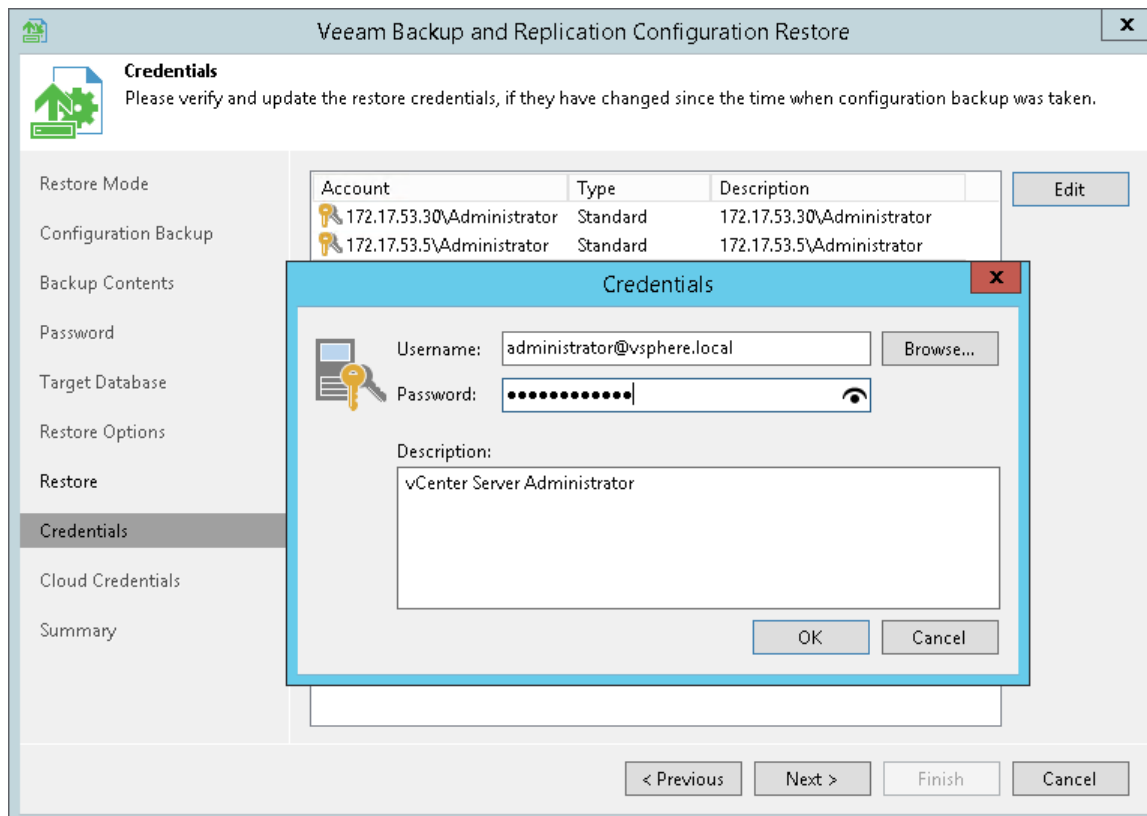 Veeam Backup and Replication Configuration Restore
x
Credentials
Please verify and update the restore credentials, if they have changed since the time when configuration backup was taken.
Restore Mode
Configuration Backup
Backup Contents
Password
Target Database
Restore Options
Restore
Credentials
Cloud Credentials
Summary
Account Type Description
172.17.53.30\Administrator Standard 172.17.53.30\Administrator
172.17.53.5\Administrator Standard 172.17.53.5\Administrator
Edit
Credentials
x
Username: administrator@vsphere.local Browse...
Password: ●●●●●●●●●●●●
Description:
vCenter Server Administrator
OK Cancel
< Previous Next > Finish Cancel